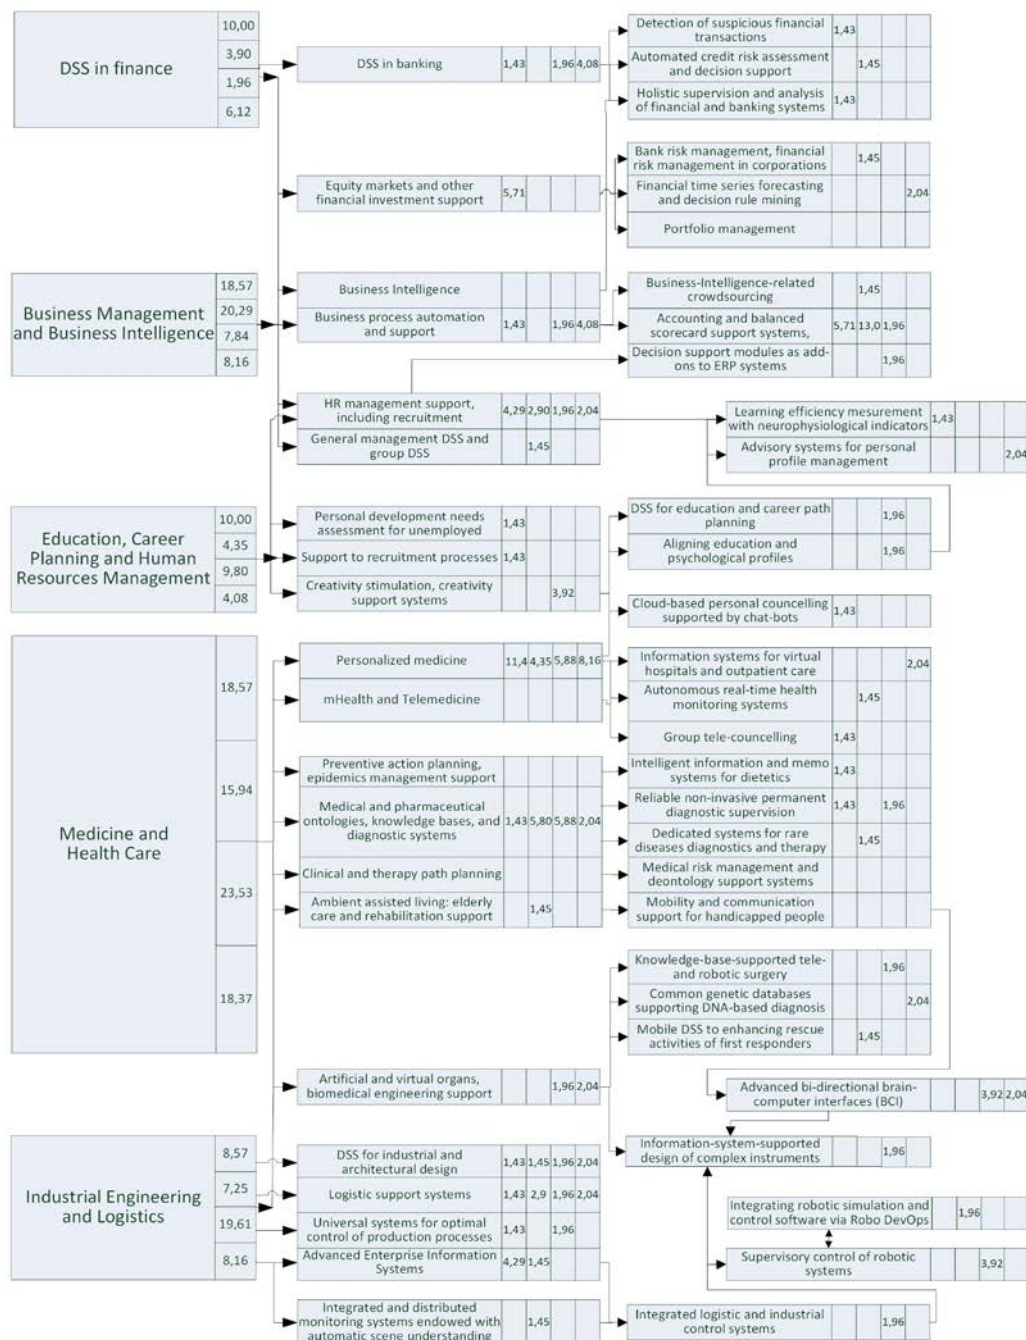 DSS in finance
10,00
3,90
1,96
6,12
DSS in banking
1,43 1,96 4,08
Detection of suspicious financial
transactions
1,43
Automated credit risk assessment
and decision support
1,45
Holistic supervision and analysis
of financial and banking systems
1,43
Equity markets and other
financial investment support
5,71
Bank risk management, financial
risk management in corporations
1,45
Financial time series forecasting
and decision rule mining
2,04
Portfolio management
Business Management
and Business Intelligence
18,57
20,29
7,84
8,16
Business Intelligence
Business process automation
and support
1,43 1,96 4,08
Business-Intelligence-related
crowdsourcing
1,45
Accounting and balanced
scorecard support systems,
5,71 13,0 1,96
Decision support modules as add-
ons to ERP systems
1,96
HR management support,
including recruitment
4,29 2,90 1,96 2,04
General management DSS and
group DSS
1,45
Learning efficiency mesurement
with neurophysiological indicators
1,43
Advisory systems for personal
profile management
2,04
Education, Career
Planning and Human
Resources Management
10,00
4,35
9,80
4,08
Personal development needs
assessment for unemployed
1,43
Support to recruitment processes
1,43
Creativity stimulation, creativity
support systems
3,92
DSS for education and career path
planning
1,96
Aligning education and
psychological profiles
1,96
Cloud-based personal councelling
supported by chat-bots
1,43
Medicine and
Health Care
18,57
15,94
23,53
18,37
Personalized medicine
11,4 4,35 5,88 8,16
mHealth and Telemedicine
Information systems for virtual
hospitals and outpatient care
2,04
Autonomous real-time health
monitoring systems
1,45
Group tele-councelling
1,43
Preventive action planning,
epidemics management support
Medical and pharmaceutical
ontologies, knowledge bases, and
diagnostic systems
1,43 5,80 5,88 2,04
Clinical and therapy path planning
Ambient assisted living: elderly
care and rehabilitation support
1,45
Intelligent information and memo
systems for dietetics
1,43
Reliable non-invasive permanent
diagnostic supervision
1,43 1,96
Dedicated systems for rare
diseases diagnostics and therapy
1,45
Medical risk management and
deontology support systems
Mobility and communication
support for handicapped people
Knowledge-base-supported tele-
and robotic surgery
1,96
Common genetic databases
supporting DNA-based diagnosis
2,04
Mobile DSS to enhancing rescue
activities of first responders
1,45
Artificial and virtual organs,
biomedical engineering support
1,96 2,04
Advanced bi-directional brain-
computer interfaces (BCI)
3,92 2,04
Information-system-supported
design of complex instruments
1,96
Industrial Engineering
and Logistics
8,57
7,25
19,61
8,16
DSS for industrial and
architectural design
1,43 1,45 1,96 2,04
Logistic support systems
1,43 2,9 1,96 2,04
Universal systems for optimal
control of production processes
1,43 1,96
Advanced Enterprise Information
Systems
4,29 1,45
Integrated and distributed
monitoring systems endowed with
automatic scene understanding
1,45
Integrating robotic simulation and
control software via Robo DevOps
1,96
Supervisory control of robotic
systems
3,92
Integrated logistic and industrial
control systems
1,96